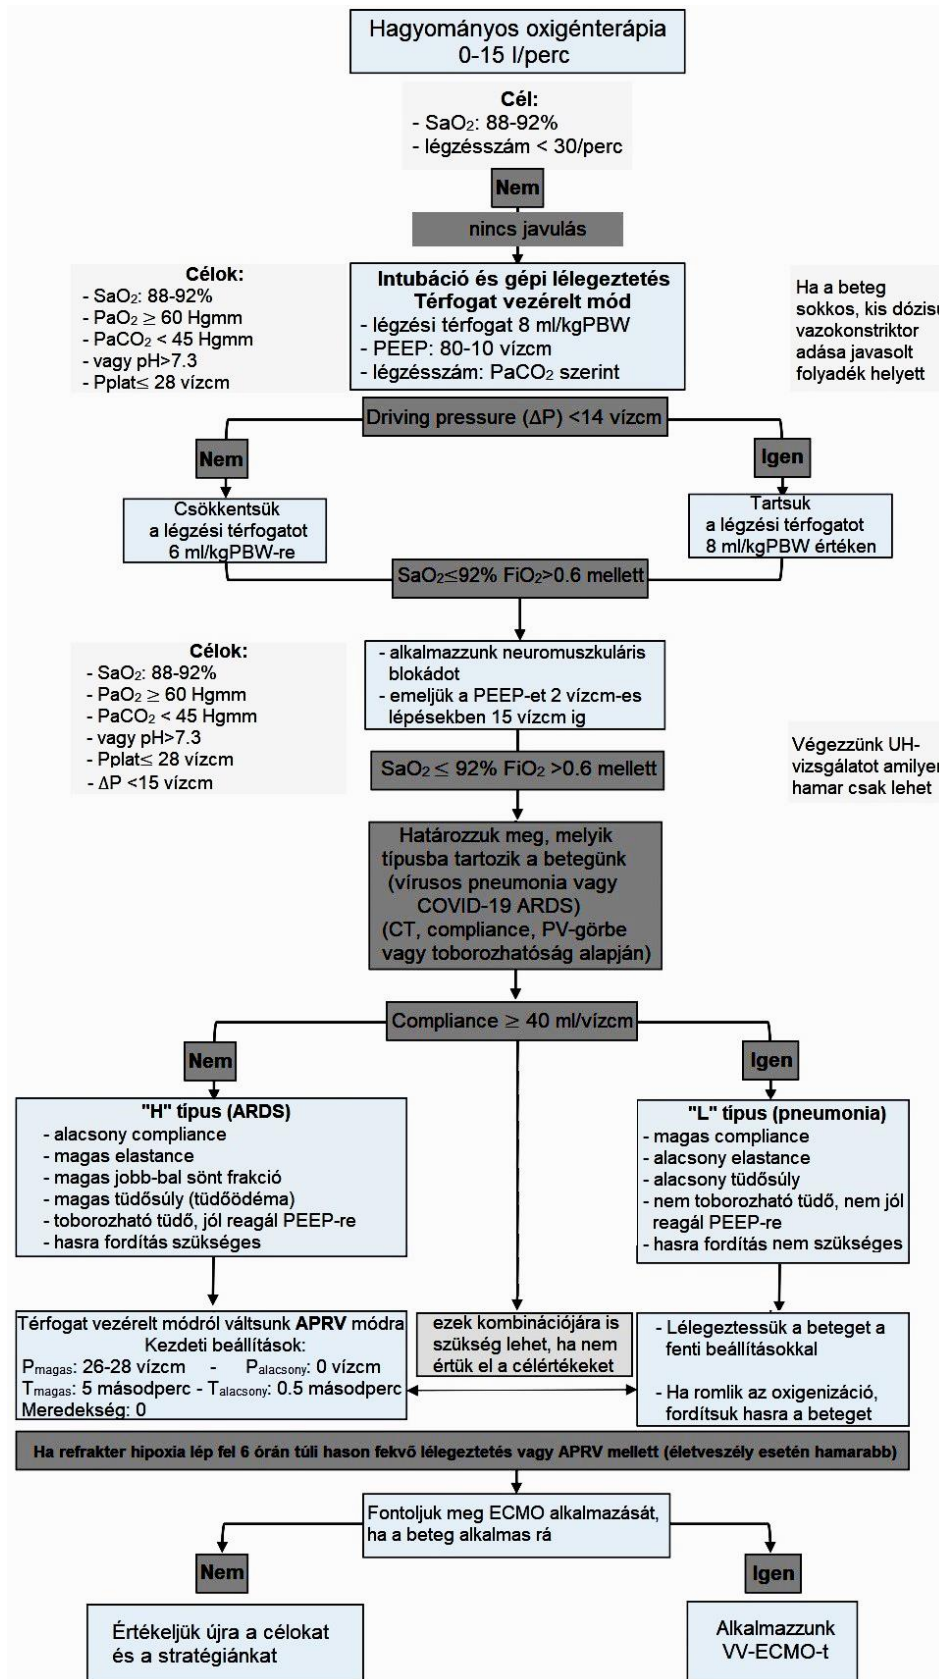 Hagyományos oxigénterápia
0-15 l/perc
Cél:
- SaO₂: 88-92%
- légzésszám < 30/perc
Nem
nincs javulás
Célok:
- SaO₂: 88-92%
- PaO₂ ≥ 60 Hgmm
- PaCO₂ < 45 Hgmm
- vagy pH>7.3
- Pplat≤ 28 vízcm
Intubáció és gépi lélegeztetés
Térfogat vezérelt mód
- légzési térfogat 8 ml/kgPBW
- PEEP: 80-10 vízcm
- légzésszám: PaCO₂ szerint
Ha a beteg
sokkos, kis dózisú
vazokonstriktor
adása javasolt
folyadék helyett
Driving pressure (ΔP) <14 vízcm
Nem
Igen
Csökkentsük
a légzési térfogatot
6 ml/kgPBW-re
Tartsuk
a légzési térfogatot
8 ml/kgPBW értéken
SaO₂≤92% FiO₂>0.6 mellett
Célok:
- SaO₂: 88-92%
- PaO₂ ≥ 60 Hgmm
- PaCO₂ < 45 Hgmm
- vagy pH>7.3
- Pplat≤ 28 vízcm
- ΔP <15 vízcm
- alkalmazzunk neuromuszkuláris
blokádot
- emeljük a PEEP-et 2 vízcm-es
lépésekben 15 vízcm ig
SaO₂ ≤ 92% FiO₂ >0.6 mellett
Végezzünk UH-
vizsgálatot amilyen
hamar csak lehet
Határozzuk meg, melyik
típusba tartozik a betegünk
(vírusos pneumonia vagy
COVID-19 ARDS)
(CT, compliance, PV-görbe
vagy toborozhatóság alapján)
Compliance ≥ 40 ml/vízcm
Nem
Igen
"H" típus (ARDS)
- alacsony compliance
- magas elastance
- magas jobb-bal sönt frakció
- magas tüdősúly (tüdőödéma)
- toborozható tüdő, jól reagál PEEP-re
- hasra fordítás szükséges
"L" típus (pneumonia)
- magas compliance
- alacsony elastance
- alacsony tüdősúly
- nem toborozható tüdő, nem jól
reagál PEEP-re
- hasra fordítás nem szükséges
Térfogat vezérelt módról váltsunk APRV módra
Kezdeti beállítások:
Pmagas: 26-28 vízcm - Palacsony: 0 vízcm
Tmagas: 5 másodperc - Talacsony: 0.5 másodperc
Meredekség: 0
ezek kombinációjára is
szükség lehet, ha nem
értük el a célértékeket
- Lélegeztessük a beteget a
fenti beállításokkal
- Ha romlik az oxigenizáció,
fordítsuk hasra a beteget
Ha refrakter hipoxia lép fel 6 órán túli hason fekvő lélegeztetés vagy APRV mellett (életveszély esetén hamarabb)
Fontoljuk meg ECMO alkalmazását,
ha a beteg alkalmas rá
Nem
Igen
Értékeljük újra a célokat
és a stratégiánkat
Alkalmazzunk
VV-ECMO-t